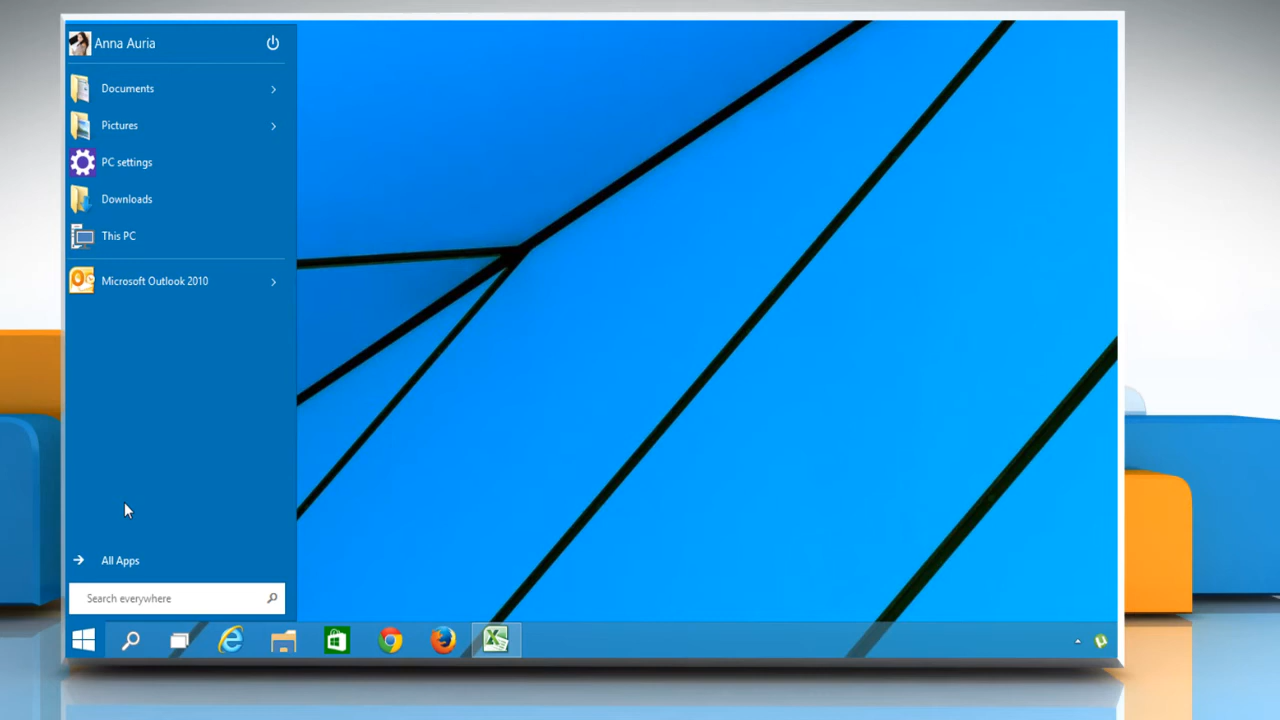 Anna Auria
Documents
Pictures
PC settings
Downloads
This PC
Microsoft Outlook 2010
All Apps
Search everywhere